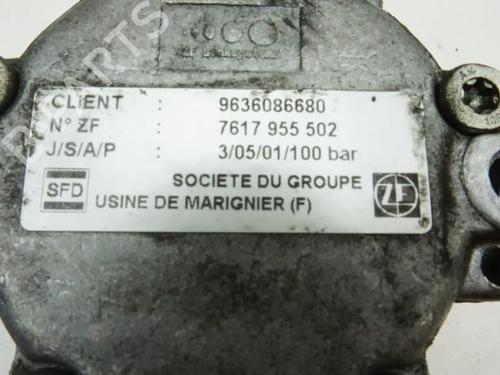 CLIENT : 9636086680
N° ZF : 7617 955 502
J/S/A/P : 3/05/01/100 bar
SFD SOCIETE DU GROUPE ZF
USINE DE MARIGNIER (F)